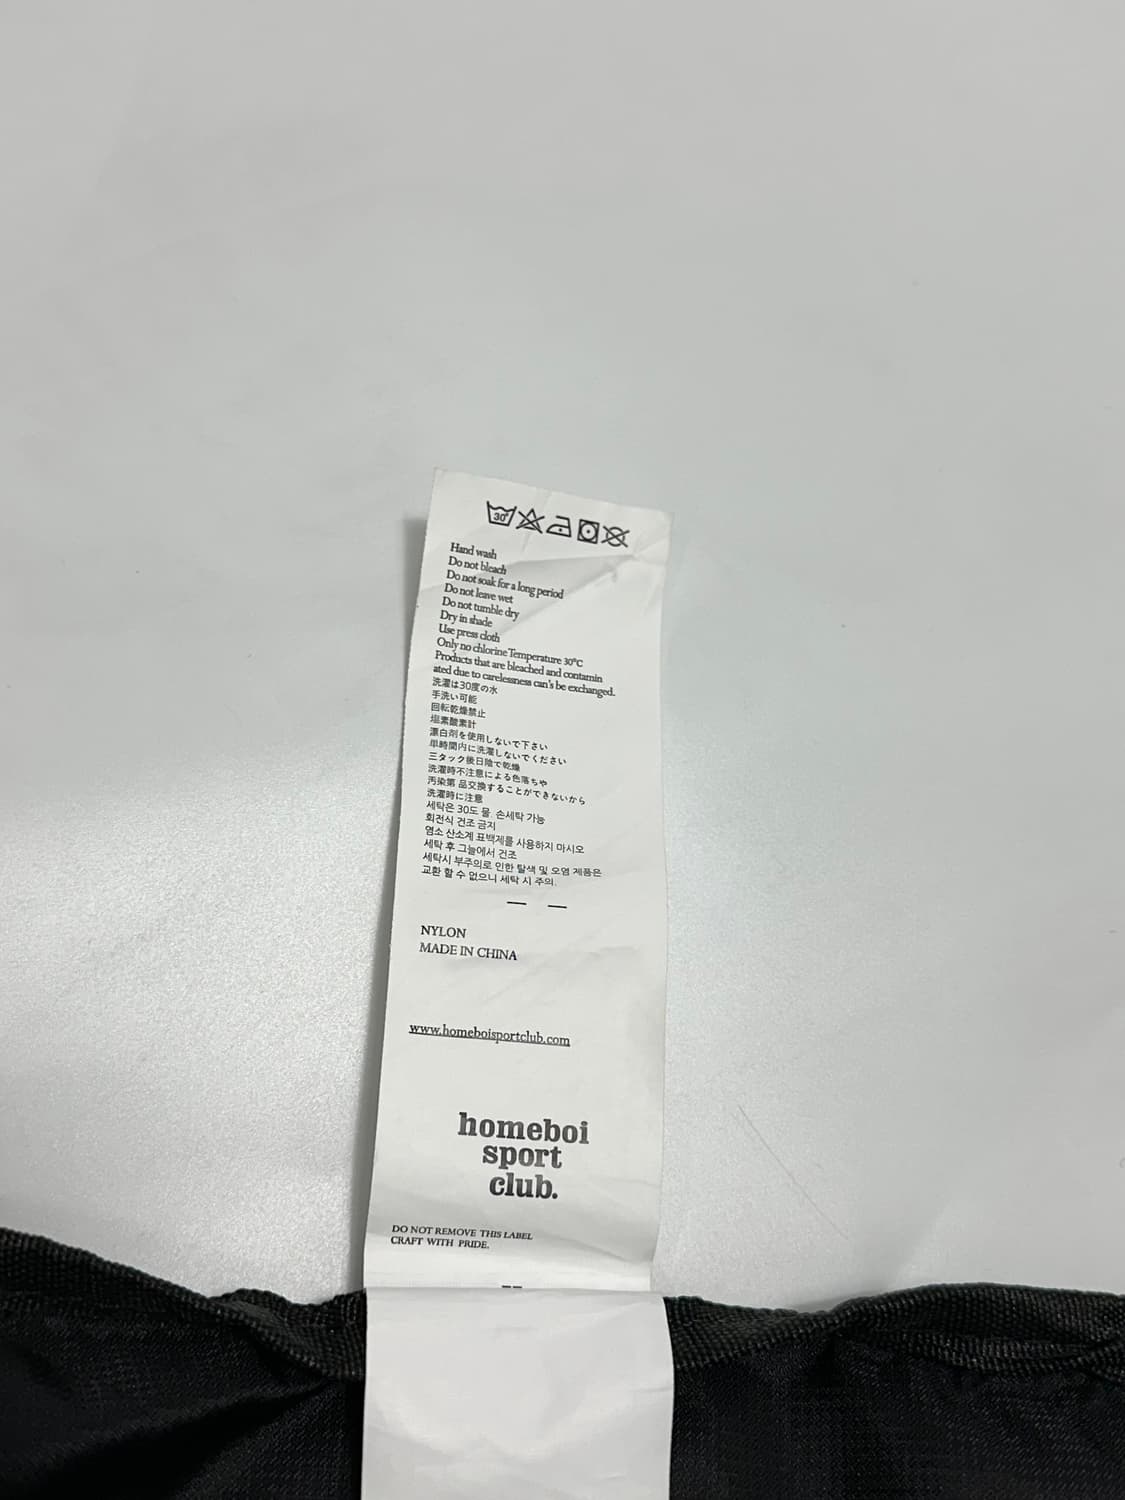 30°
Hand wash
Do not bleach
Do not soak for a long period
Do not leave wet
Do not tumble dry
Dry in shade
Use press cloth
Only no chlorine Temperature 30°C
Products that are bleached and contamin
ated due to carelessness can's be exchanged.
洗濯は30度の水
手洗い可能
回転乾燥禁止
塩素酸素計
漂白剤を使用しないで下さい
単時間内に洗濯しないでください
三タック後日陰で乾燥
洗濯時不注意による色落ちや
汚染第 品交換することができないから
洗濯時に注意
세탁은 30도 물. 손세탁 가능
회전식 건조 금지
염소 산소계 표백제를 사용하지 마시오
세탁 후 그늘에서 건조
세탁시 부주의로 인한 탈색 및 오염 제품은
교환 할 수 없으니 세탁 시 주의.
NYLON
MADE IN CHINA
www.homeboisportclub.com
homeboi
sport
club.
DO NOT REMOVE THIS LABEL
CRAFT WITH PRIDE.